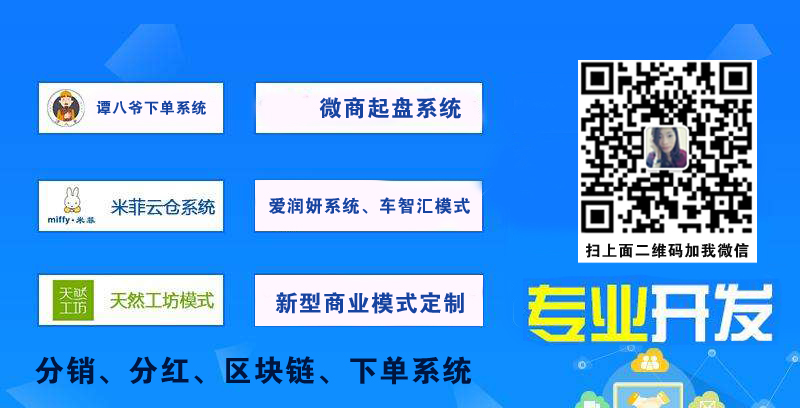 谭八爷下单系统
微商起盘系统
miffy·米菲
米菲云仓系统
爱润妍系统、车智汇模式
天然工坊
天然工坊模式
新型商业模式定制
分销、分红、区块链、下单系统
扫上面二维码加我微信
专业开发